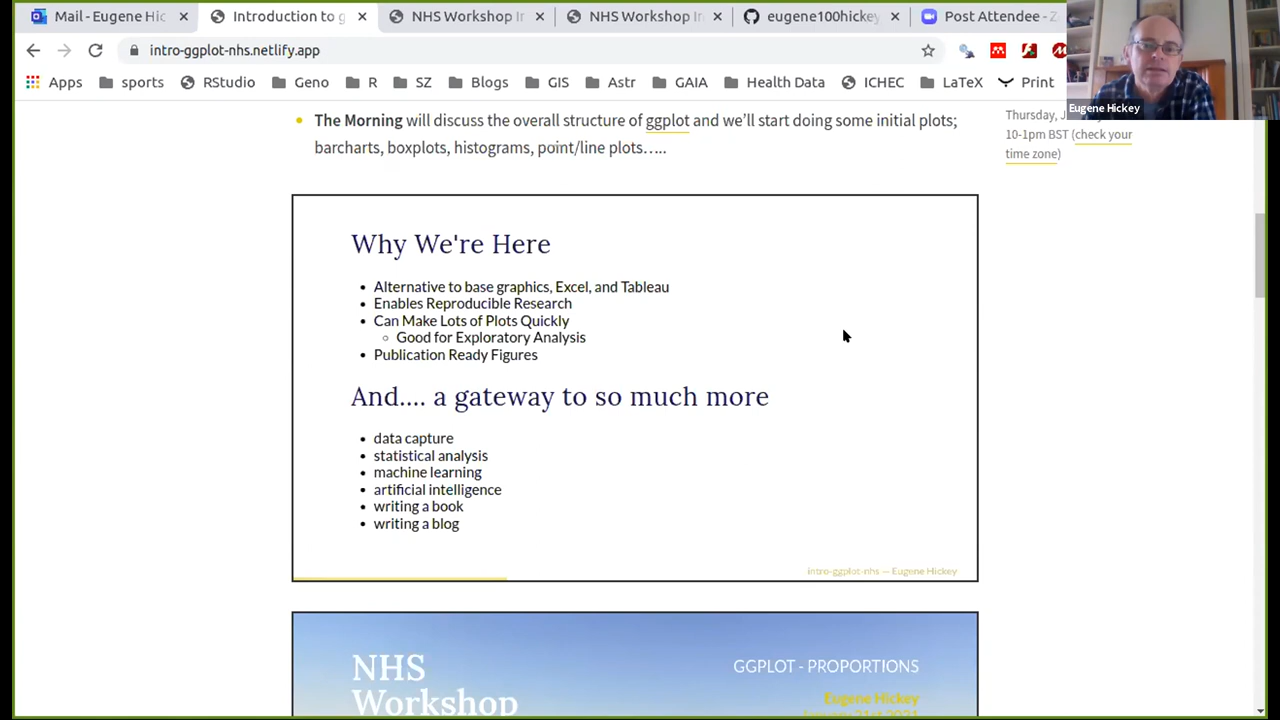 Mail - Eugene Hic
Introduction to g
NHS Workshop Ir
NHS Workshop In
eugene100hickey
Post Attendee - Z
intro-ggplot-nhs.netlify.app
Apps
sports
RStudio
Geno
R
SZ
Blogs
GIS
Astr
GAIA
Health Data
ICHEC
LaTeX
Print
Eugene Hickey
The Morning will discuss the overall structure of ggplot and we'll start doing some initial plots;
barcharts, boxplots, histograms, point/line plots…..
Thursday, J
10-1pm BST (check your
time zone)
Why We're Here
Alternative to base graphics, Excel, and Tableau
Enables Reproducible Research
Can Make Lots of Plots Quickly
Good for Exploratory Analysis
Publication Ready Figures
And.... a gateway to so much more
data capture
statistical analysis
machine learning
artificial intelligence
writing a book
writing a blog
intro-ggplot-nhs — Eugene Hickey
NHS
Workshop
GGPLOT - PROPORTIONS
Eugene Hickey
January 21st 2021